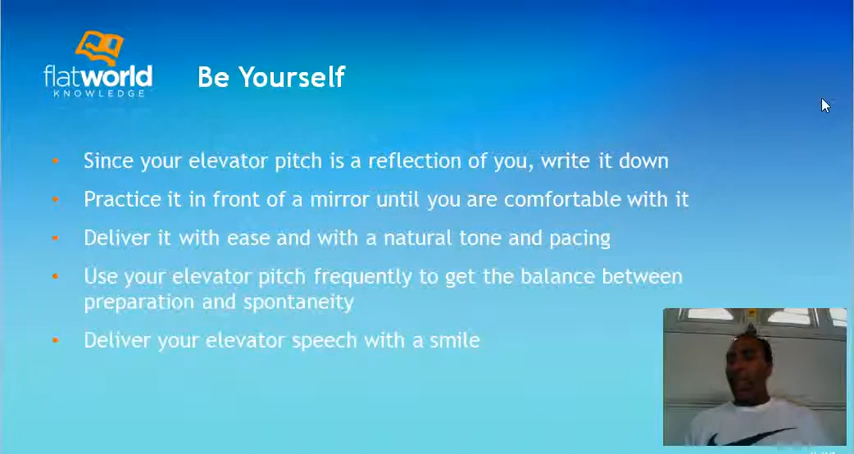 flatworld
KNOWLEDGE
Be Yourself
• Since your elevator pitch is a reflection of you, write it down
• Practice it in front of a mirror until you are comfortable with it
• Deliver it with ease and with a natural tone and pacing
• Use your elevator pitch frequently to get the balance between
preparation and spontaneity
• Deliver your elevator speech with a smile